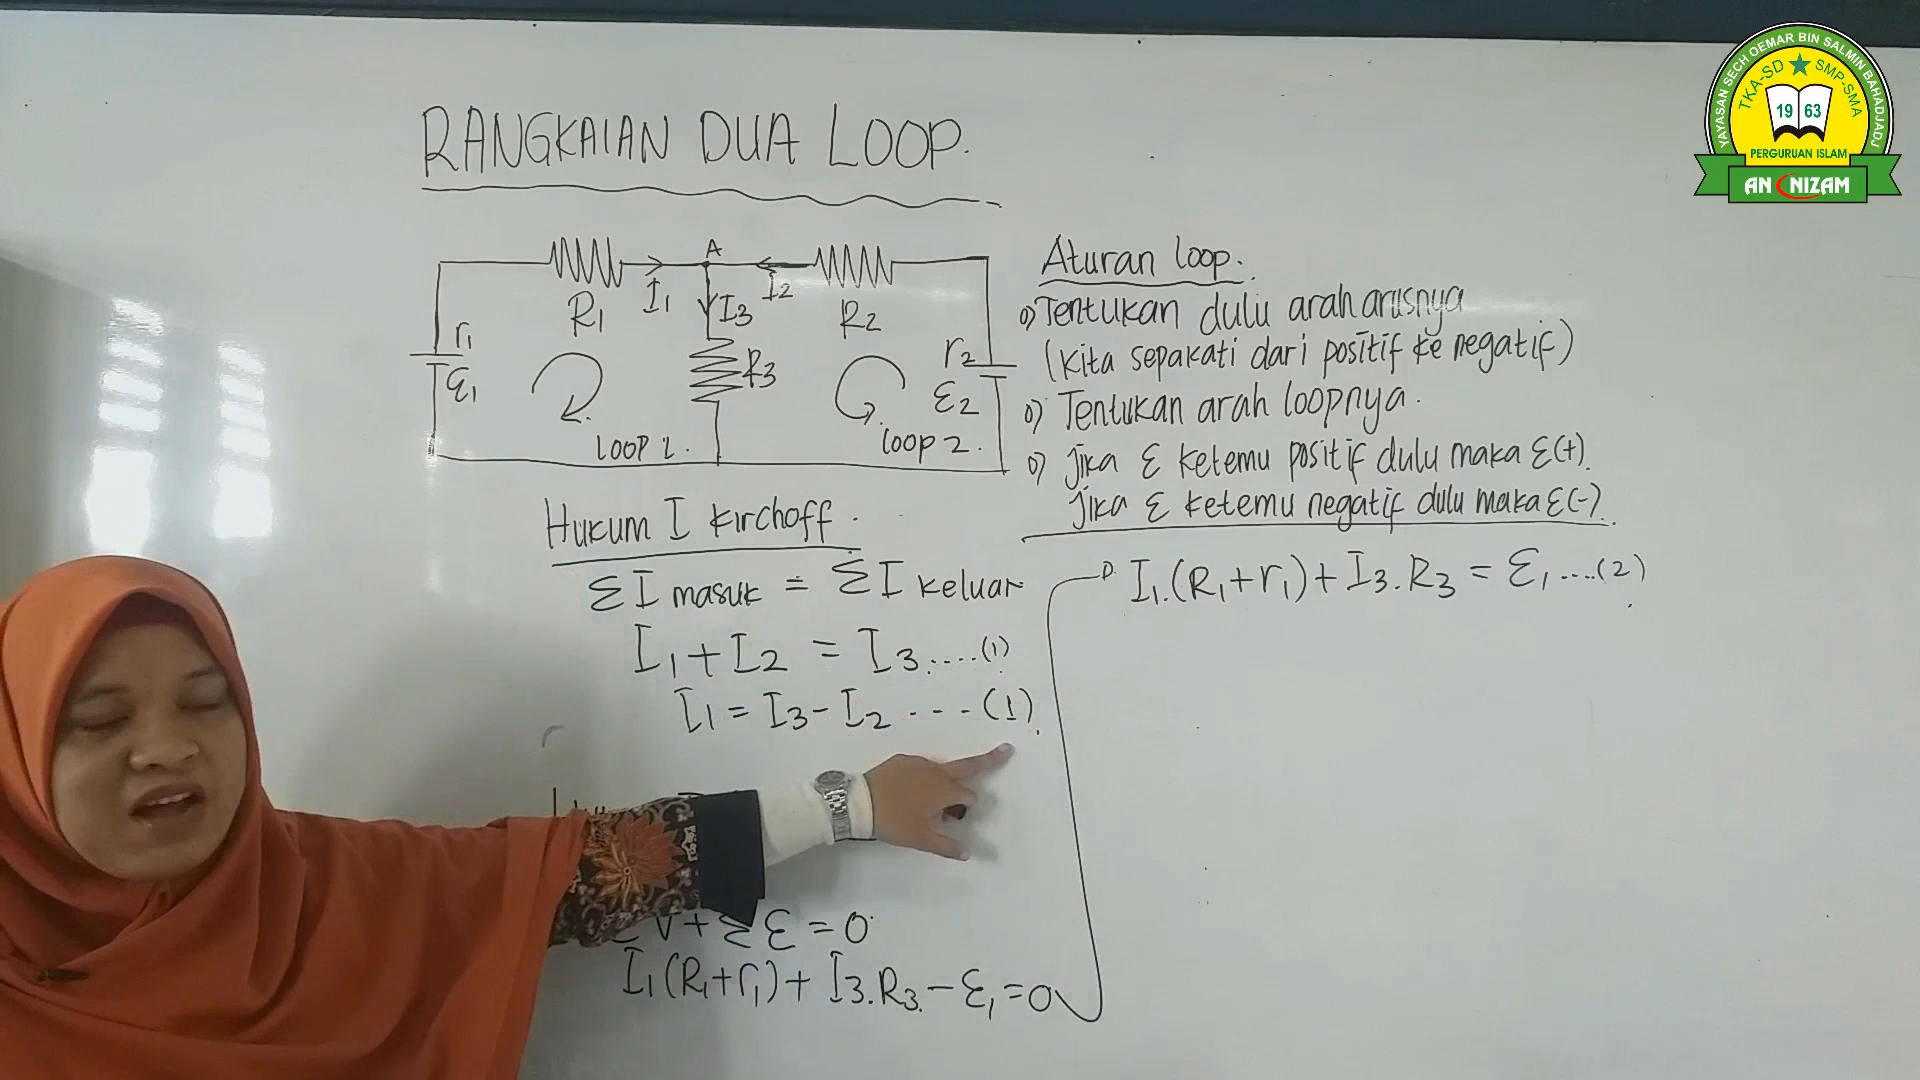 YAYASAN SECH OEMAR BIN SALMIN BAHADJADJ
TKA-SD SMP-SMA
19 63
PERGURUAN ISLAM
AN NIZAM
RANGKAIAN DUA LOOP.
A
I1 I3 I2
R1 R2
r1 r2
R3
ε1 ε2
LOOP 1. LOOP 2.
Aturan loop.
o) Tentukan dulu arah arusnya
(kita sepakati dari positif ke negatif)
o) Tentukan arah loopnya.
o) jika ε ketemu positif dulu maka ε(+).
jika ε ketemu negatif dulu maka ε(-).
Hukum I Kirchoff.
ΣI masuk = ΣI keluar
I1 + I2 = I3 ....(1)
I1 = I3 - I2 ---- (1).
V + Σε = 0
I1(R1+r1) + I3.R3 - ε1 = 0
I1.(R1+r1) + I3.R3 = ε1 ....(2)